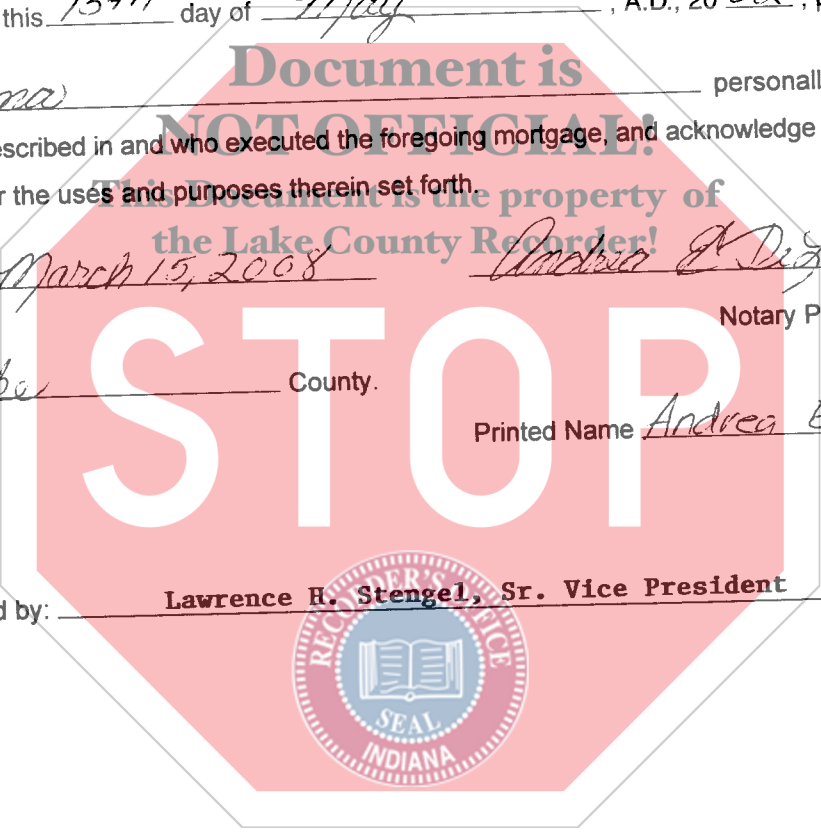 this 15th day of May , A.D., 20
Document is
personall
NOT OFFICIAL!
escribed in and who executed the foregoing mortgage, and acknowledge
r the uses and purposes therein set forth.
This Document is the property of
the Lake County Recorder!
March 15, 2008 Andrea E
Notary P
STOP
County.
Printed Name Andrea E
d by: Lawrence H. Stengel, Sr. Vice President
RECORDER'S OFFICE
SEAL
INDIANA